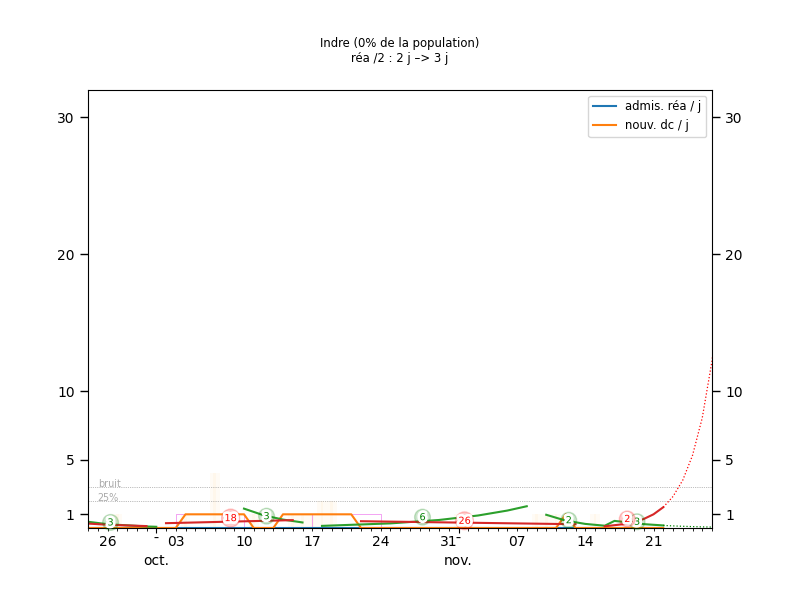 Indre (0% de la population)
réa /2 : 2 j –> 3 j
admis. réa / j
nouv. dc / j
30 30
20 20
10 10
5 5
bruit
25%
1 1
3 18 3 6 26 2 2 3
26 - 03 10 17 24 31- 07 14 21
oct. nov.